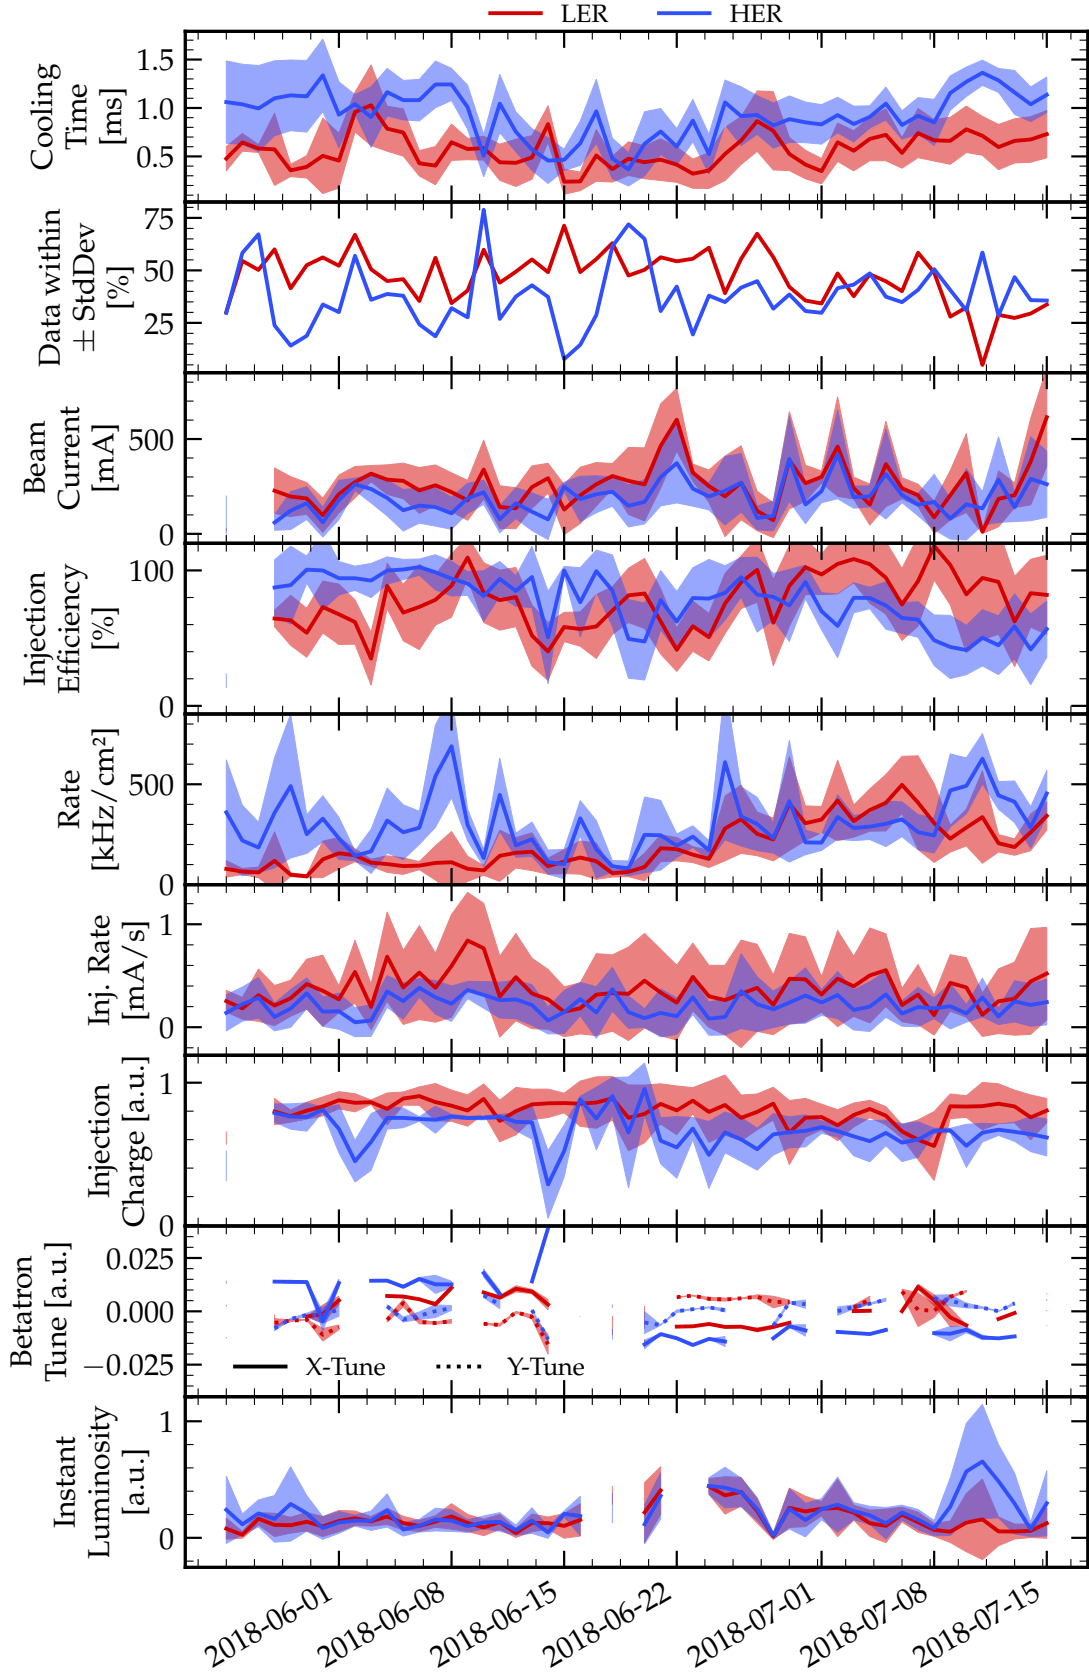 LER HER
Cooling
Time
[ms]
1.5
1.0
0.5
Data within
± StdDev
[%]
75
50
25
Beam
Current
[mA]
500
0
Injection
Efficiency
[%]
100
0
Rate
[kHz/cm²]
500
0
Inj. Rate
[mA/s]
1
0
Injection
Charge [a.u.]
1
0
Betatron
Tune [a.u.]
0.025
0.000
−0.025
X-Tune Y-Tune
Instant
Luminosity
[a.u.]
1
0
2018-06-01
2018-06-08
2018-06-15
2018-06-22
2018-07-01
2018-07-08
2018-07-15